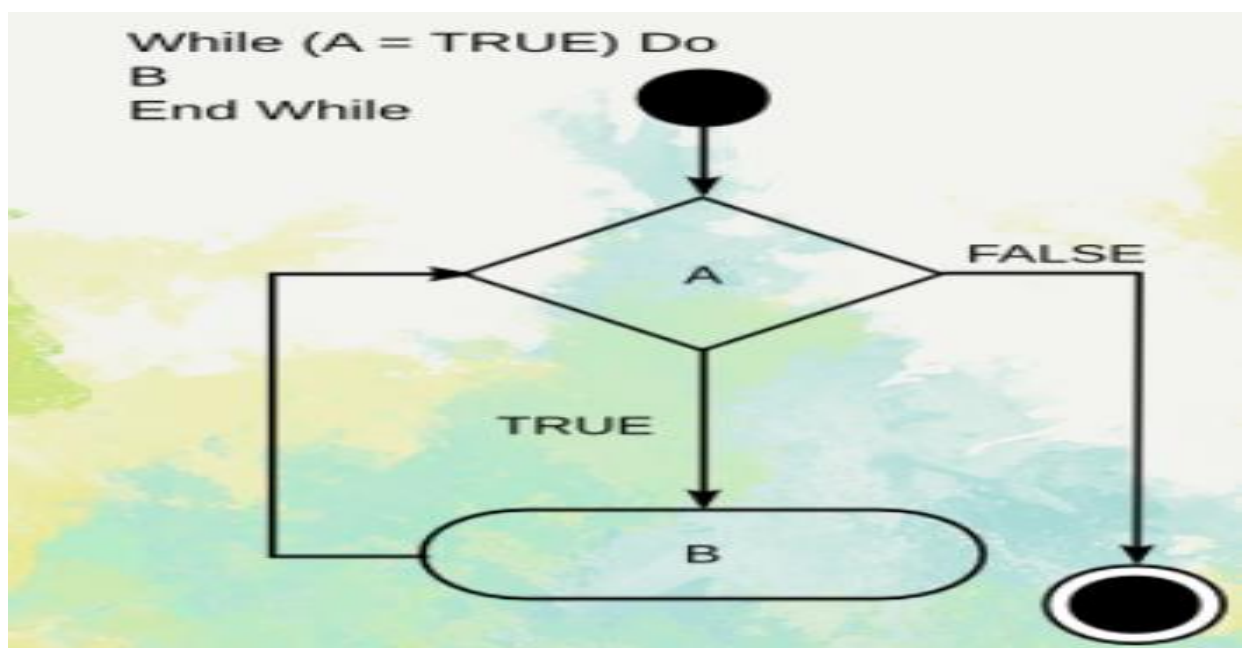 While (A = TRUE) Do
B
End While
A
FALSE
TRUE
B